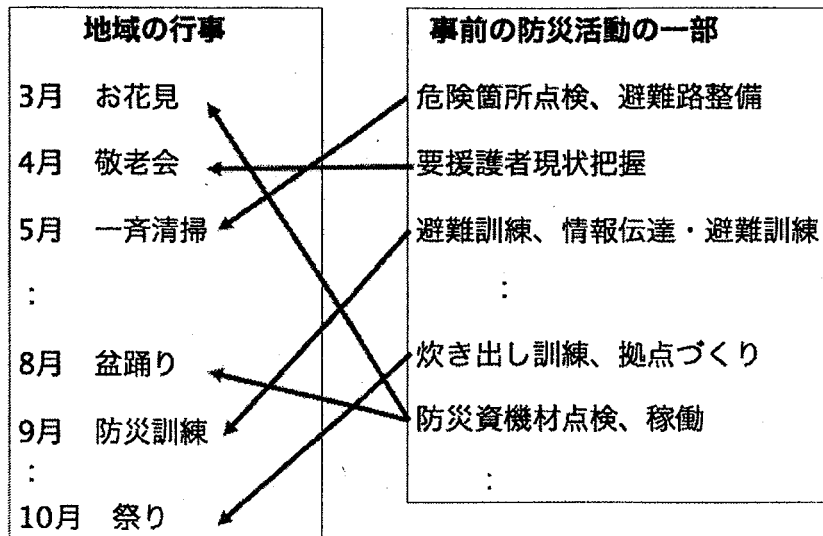 地域の行事
3月 お花見
4月 敬老会
5月 一斉清掃
:
8月 盆踊り
9月 防災訓練
:
10月 祭り
事前の防災活動の一部
危険箇所点検、避難路整備
要援護者現状把握
避難訓練、情報伝達・避難訓練
:
炊き出し訓練、拠点づくり
防災資機材点検、稼働
: